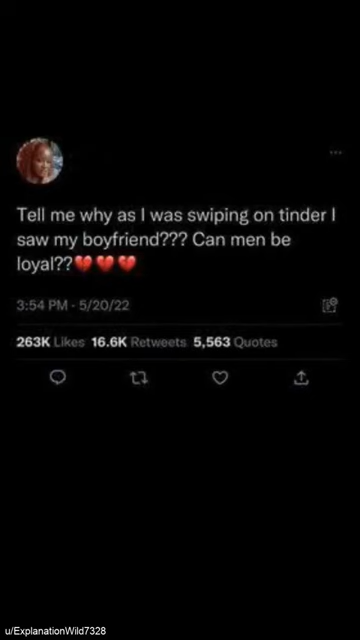 Tell me why as I was swiping on tinder I
saw my boyfriend??? Can men be
loyal??💔💔💔
3:54 PM · 5/20/22
263K Likes 16.6K Retweets 5,563 Quotes
u/ExplanationWild7328